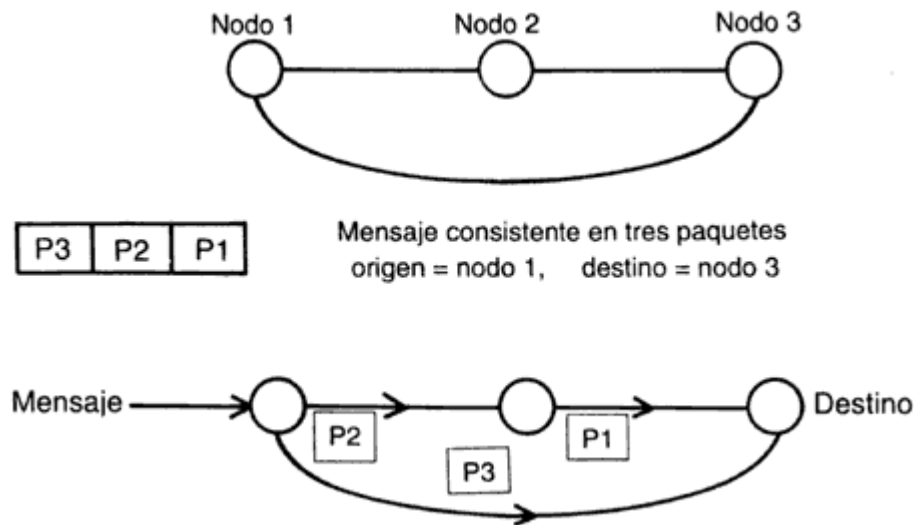 Nodo 1 Nodo 2 Nodo 3
P3 P2 P1
Mensaje consistente en tres paquetes
origen = nodo 1, destino = nodo 3
Mensaje
Destino
P2
P1
P3